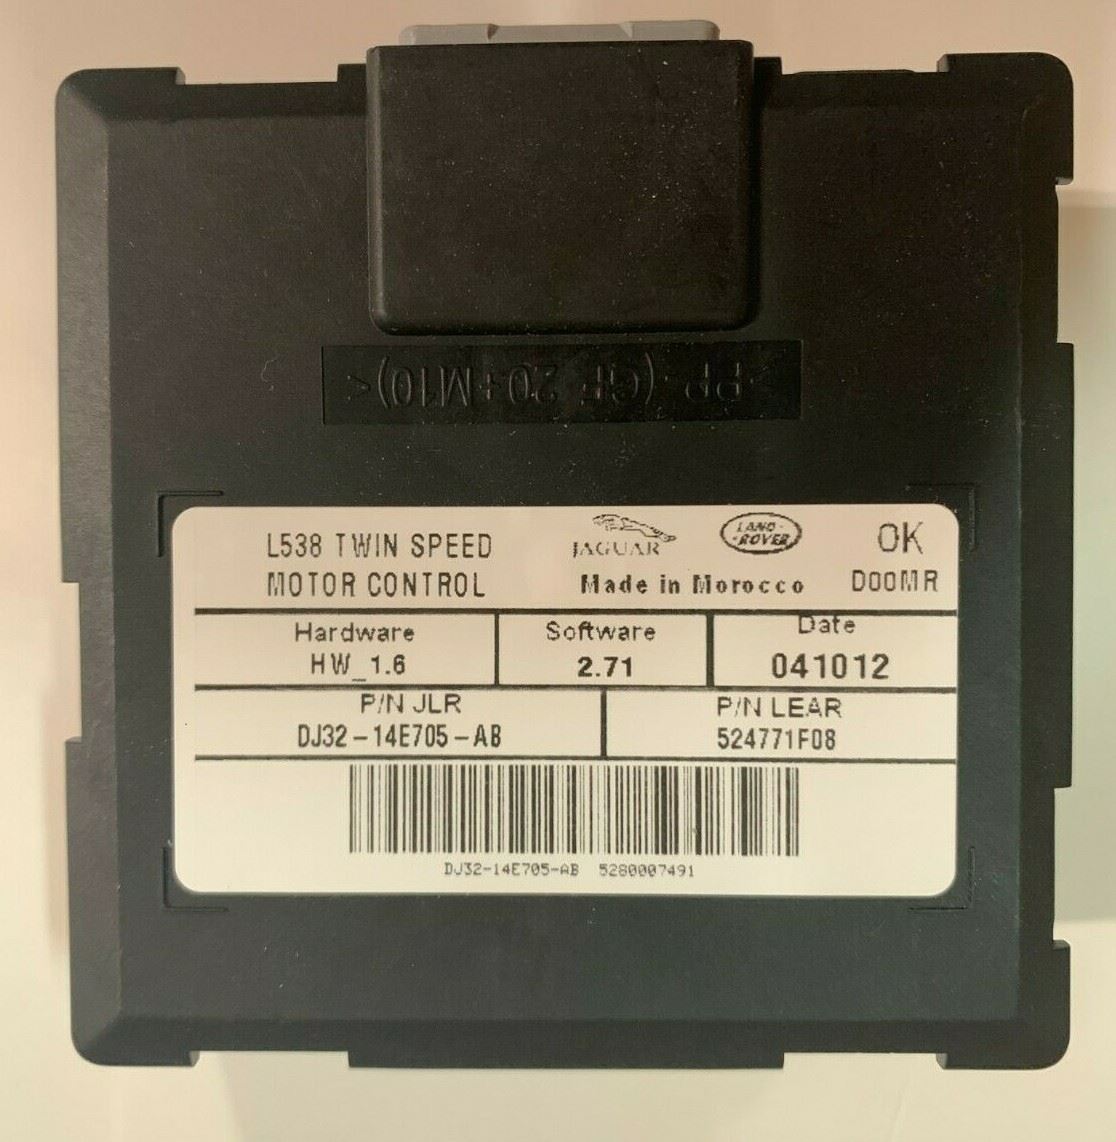 >PP (GF 20+M10)<
L538 TWIN SPEED
MOTOR CONTROL
JAGUAR
LAND-
-ROVER
Made in Morocco
OK
D00MR
Hardware
HW_1.6
Software
2.71
Date
041012
P/N JLR
DJ32-14E705-AB
P/N LEAR
524771F08
DJ32-14E705-AB 5280007491